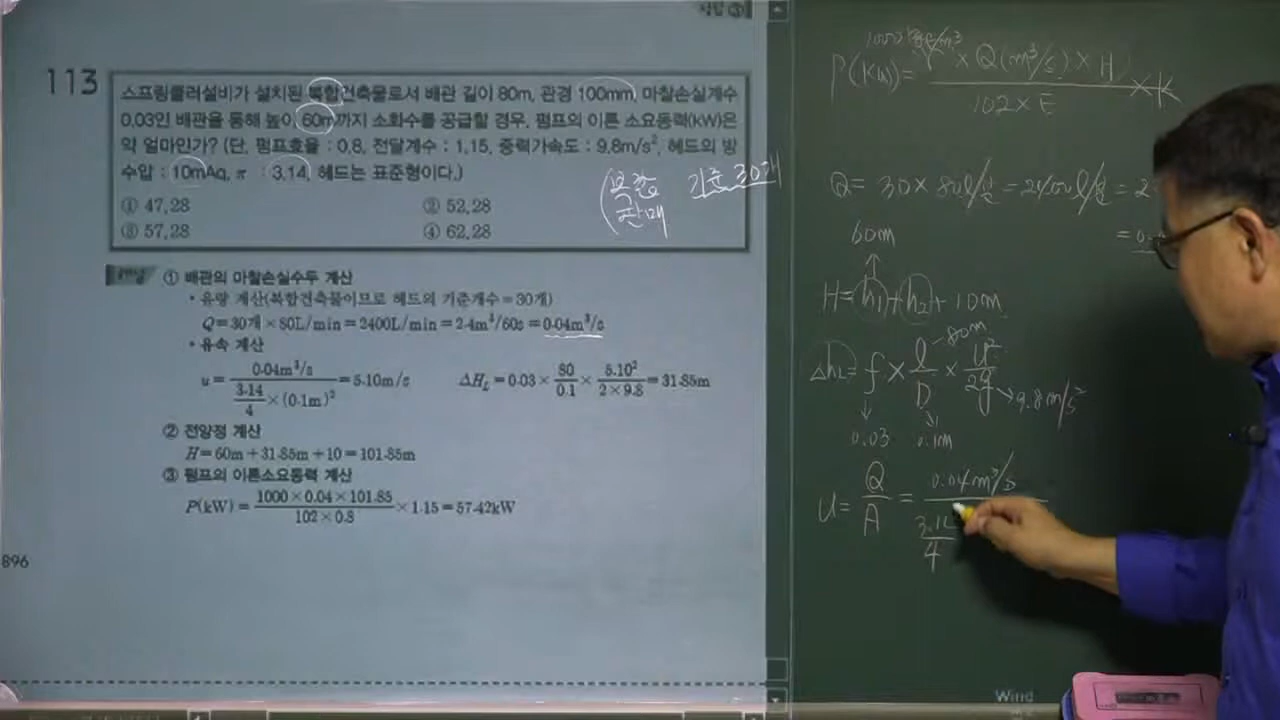 113
스프링클러설비가 설치된 복합건축물로서 배관 길이 80m, 관경 100mm, 마찰손실계수
0.03인 배관을 통해 높이 60m까지 소화수를 공급할 경우, 펌프의 이론 소요동력(kW)은
약 얼마인가? (단, 펌프효율 : 0.8, 전달계수 : 1.15, 중력가속도 : 9.8m/s², 헤드의 방
수압 : 10mAq, π : 3.14, 헤드는 표준형이다.)
① 47.28 ② 52.28
③ 57.28 ④ 62.28
(복합 기준 30개
판매
해설 ① 배관의 마찰손실수두 계산
• 유량 계산(복합건축물이므로 헤드의 기준개수=30개)
Q=30개×80L/min=2400L/min=2.4m³/60s=0.04m³/s
• 유속 계산
u= 0.04m³/s / (3.14/4 ×(0.1m)²) =5.10m/s ΔH_L=0.03× 80/0.1 × 5.10²/(2×9.8) =31.85m
② 전양정 계산
H=60m+31.85m+10=101.85m
③ 펌프의 이론소요동력 계산
P(kW)= (1000×0.04×101.85)/(102×0.8) ×1.15=57.42kW
896
P(kW)= (r × Q(m³/s) × H)/(102×E) ×K
Q= 30×80l/분=2400l/분=2
=0.
60m
H=h₁+h₂+10m
80m
Δh_L= f × l/D × u²/2g
9.8m/s²
0.03 0.1m
u= Q/A = 0.04m³/s
3.1
4
Wind